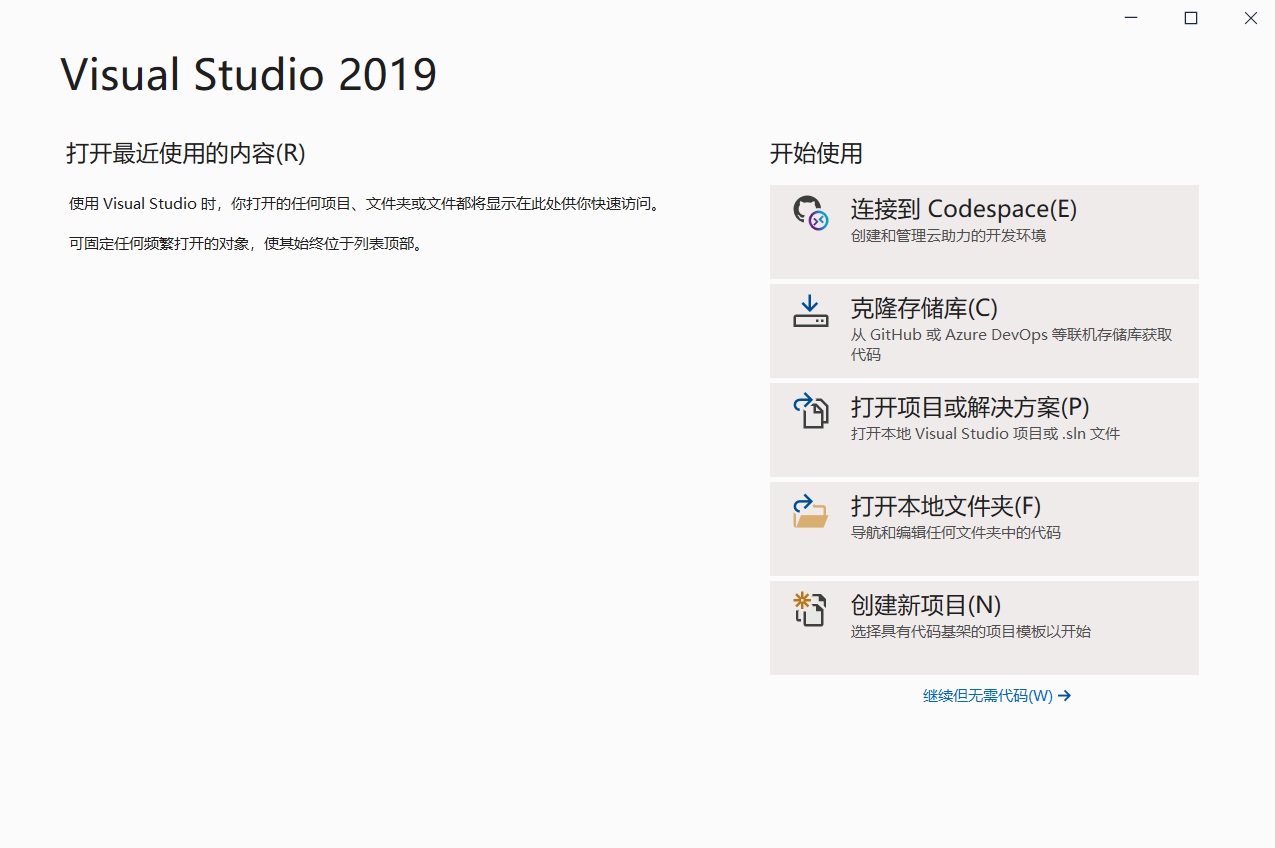 Visual Studio 2019
打开最近使用的内容(R)
使用 Visual Studio 时，你打开的任何项目、文件夹或文件都将显示在此处供你快速访问。
可固定任何频繁打开的对象，使其始终位于列表顶部。
开始使用
连接到 Codespace(E)
创建和管理云助力的开发环境
克隆存储库(C)
从 GitHub 或 Azure DevOps 等联机存储库获取
代码
打开项目或解决方案(P)
打开本地 Visual Studio 项目或 .sln 文件
打开本地文件夹(F)
导航和编辑任何文件夹中的代码
创建新项目(N)
选择具有代码基架的项目模板以开始
继续但无需代码(W) →